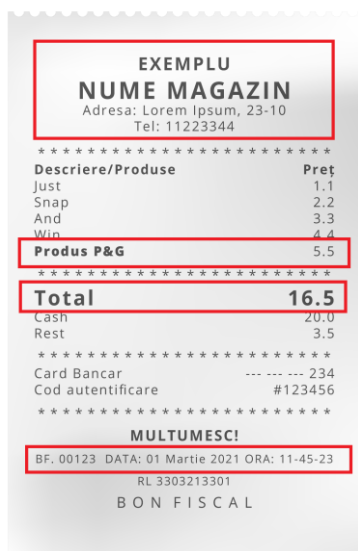 EXEMPLU
NUME MAGAZIN
Adresa: Lorem Ipsum, 23-10
Tel: 11223344
* * * * * * * * * * * * * * * * * * * * * * * *
Descriere/Produse Preț
Just 1.1
Snap 2.2
And 3.3
Win 4.4
Produs P&G 5.5
* * * * * * * * * * * * * * * * * * * * * * * *
Total 16.5
Cash 20.0
Rest 3.5
* * * * * * * * * * * * * * * * * * * * * * * *
Card Bancar --- --- --- 234
Cod autentificare #123456
* * * * * * * * * * * * * * * * * * * * * * * *
MULTUMESC!
BF. 00123 DATA: 01 Martie 2021 ORA: 11-45-23
RL 3303213301
BON FISCAL